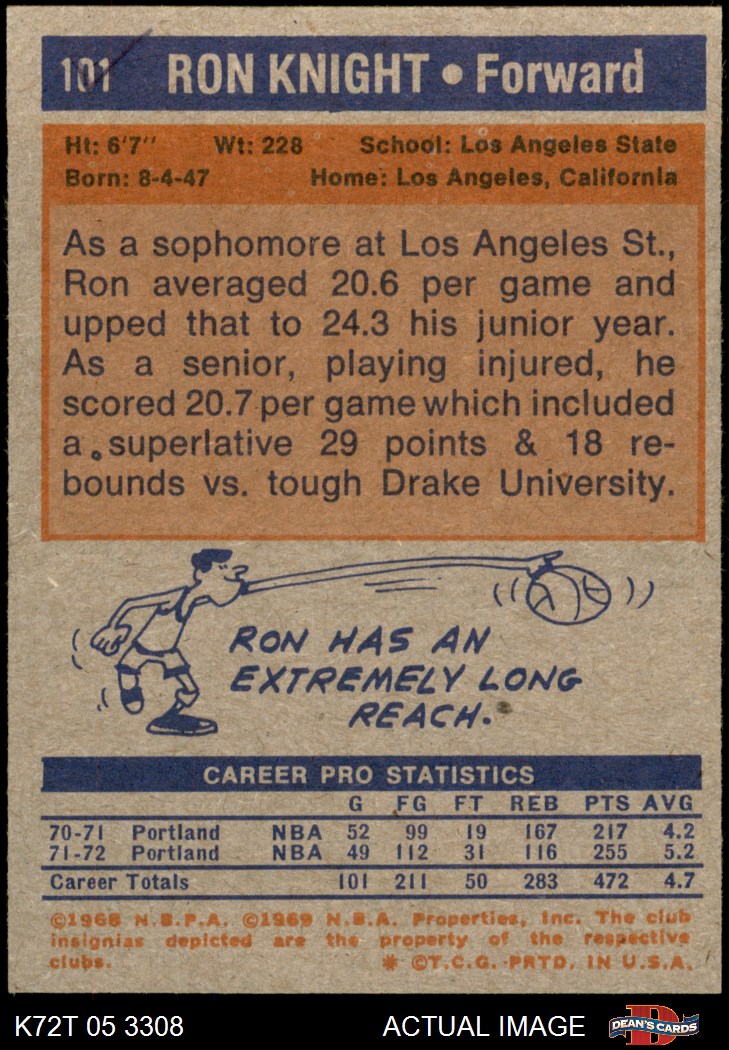 101 RON KNIGHT • Forward
Ht: 6'7" Wt: 228 School: Los Angeles State
Born: 8-4-47 Home: Los Angeles, California
As a sophomore at Los Angeles St.,
Ron averaged 20.6 per game and
upped that to 24.3 his junior year.
As a senior, playing injured, he
scored 20.7 per game which included
a superlative 29 points & 18 re-
bounds vs. tough Drake University.
RON HAS AN
EXTREMELY LONG
REACH.
CAREER PRO STATISTICS
G FG FT REB PTS AVG
70-71 Portland NBA 52 99 19 167 217 4.2
71-72 Portland NBA 49 112 31 116 255 5.2
Career Totals 101 211 50 283 472 4.7
©1968 N.B.P.A. ©1969 N.B.A. Properties, Inc. The club
insignias depicted are the property of the respective
clubs. * ©T.C.G. PRTD. IN U.S.A.
K72T 05 3308 ACTUAL IMAGE DEAN'S CARDS